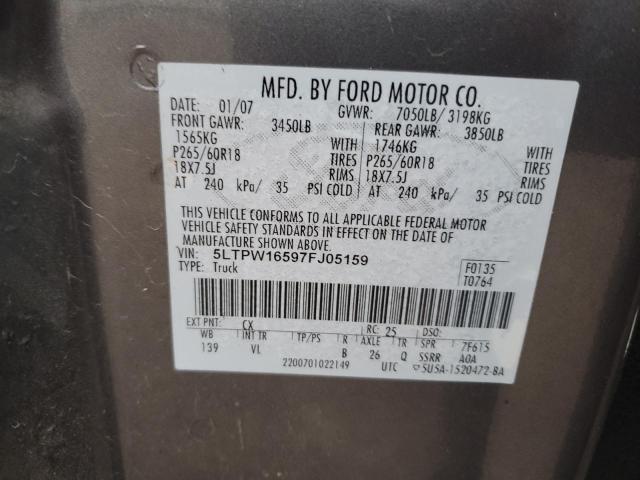 MFD. BY FORD MOTOR CO.
DATE: 01/07 GVWR: 7050LB/ 3198KG
FRONT GAWR: 3450LB REAR GAWR: 3850LB
1565KG WITH 1746KG WITH
P265/60R18 TIRES P265/60R18 TIRES
18X7.5J RIMS 18X7.5J RIMS
AT 240 kPa/ 35 PSI COLD AT 240 kPa/ 35 PSI COLD
THIS VEHICLE CONFORMS TO ALL APPLICABLE FEDERAL MOTOR
VEHICLE SAFETY STANDARDS IN EFFECT ON THE DATE OF
MANUFACTURE SHOWN ABOVE.
VIN: 5LTPW16597FJ05159 F0135
TYPE: Truck T0764
EXT PNT: CX RC: 25 DSO:
WB INT TR TP/PS R AXLE TR SPR 7F615
139 VL B 26 Q SSRR A0A
2200701022149 UTC 5U5A-1520472-BA